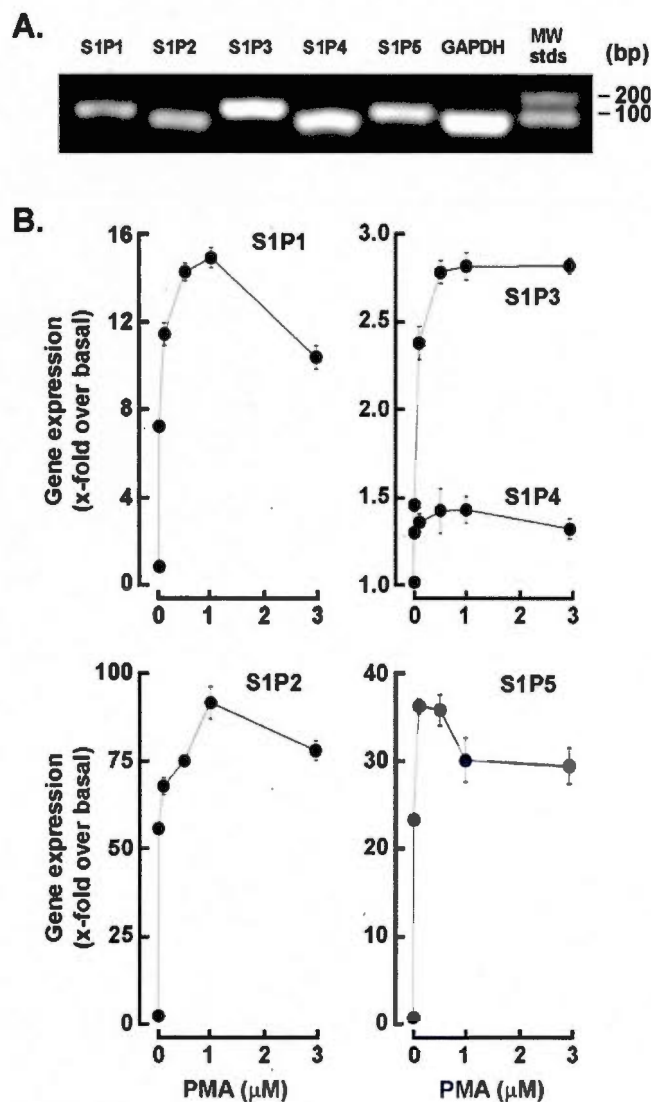 A.
S1P1 S1P2 S1P3 S1P4 S1P5 GAPDH MW stds (bp)
- 200
- 100
B.
Gene expression
(x-fold over basal)
16
12
8
4
0
S1P1
0 1 2 3
3.0
2.5
2.0
1.5
1.0
S1P3
S1P4
0 1 2 3
Gene expression
(x-fold over basal)
100
75
50
25
0
S1P2
0 1 2 3
PMA (μM)
40
30
20
10
0
S1P5
0 1 2 3
PMA (μM)